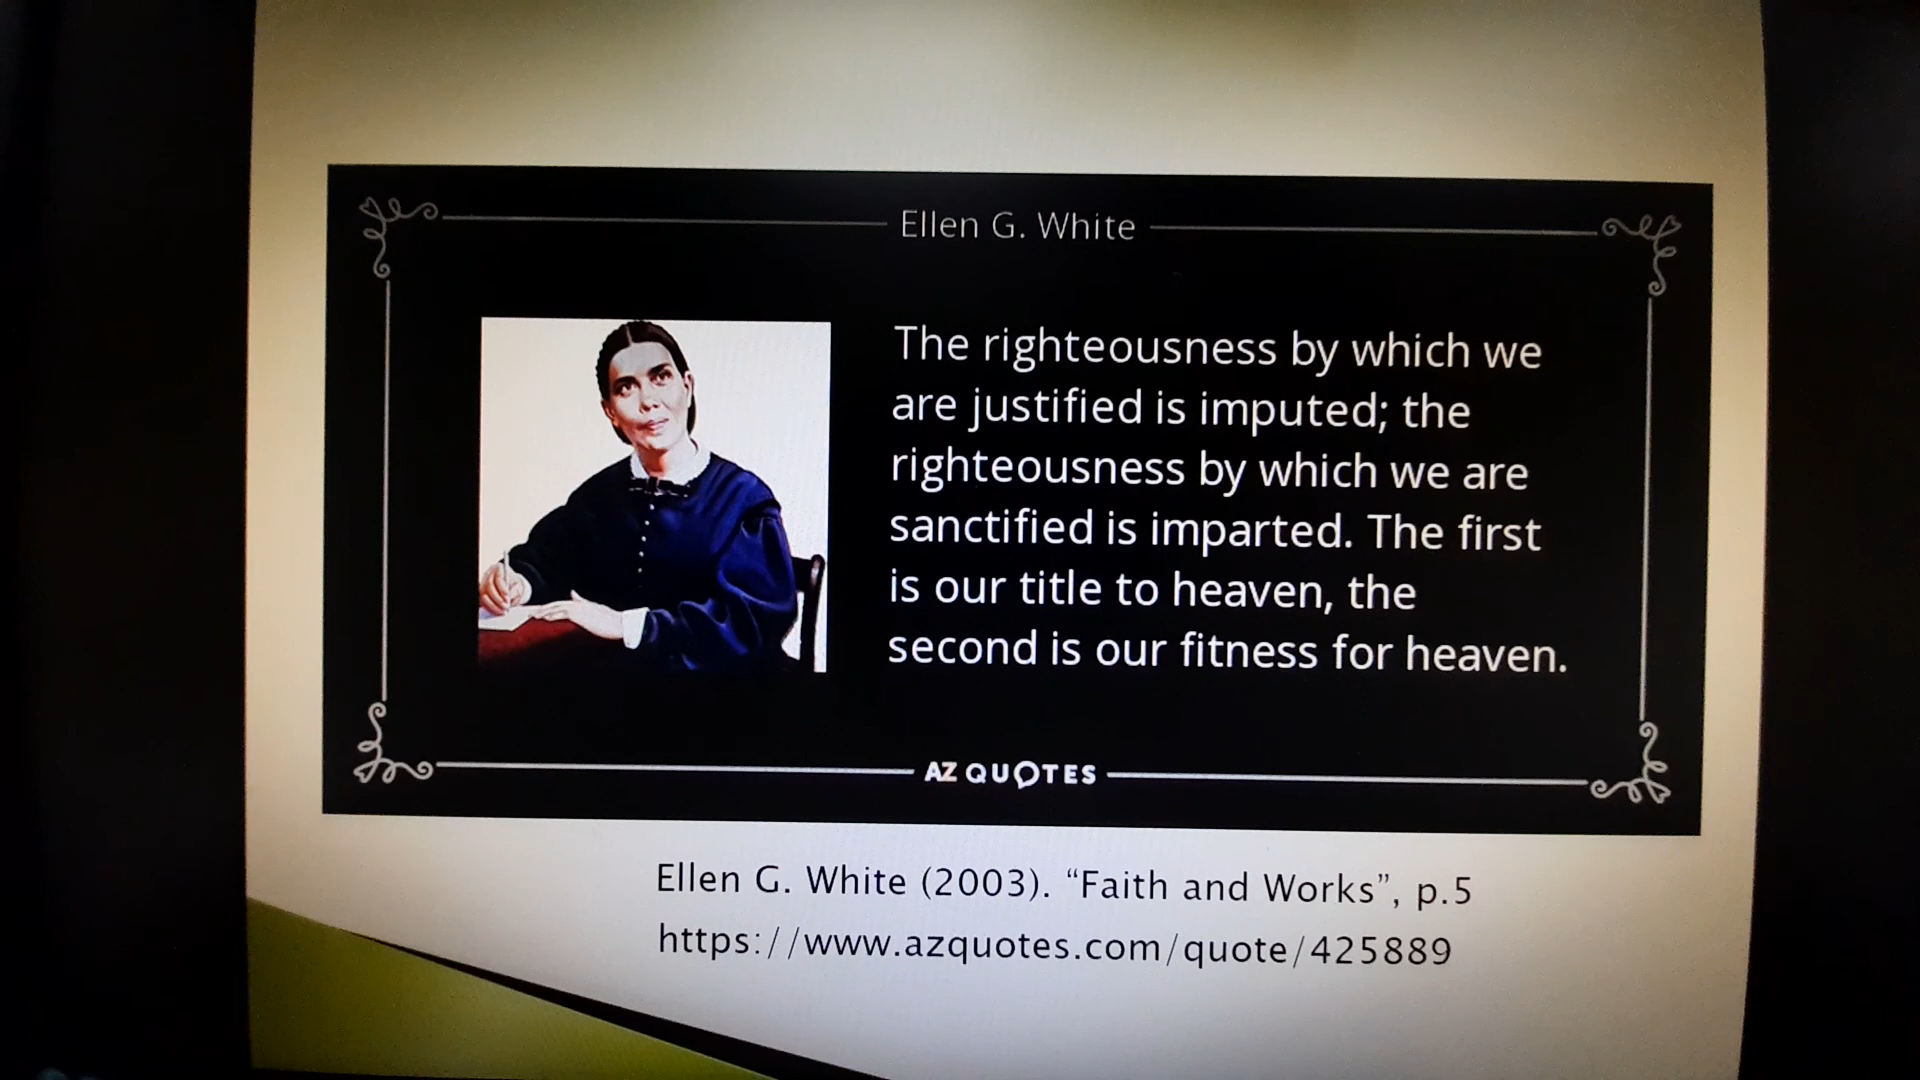 Ellen G. White
The righteousness by which we
are justified is imputed; the
righteousness by which we are
sanctified is imparted. The first
is our title to heaven, the
second is our fitness for heaven.
AZ QUOTES
Ellen G. White (2003). “Faith and Works”, p.5
https://www.azquotes.com/quote/425889